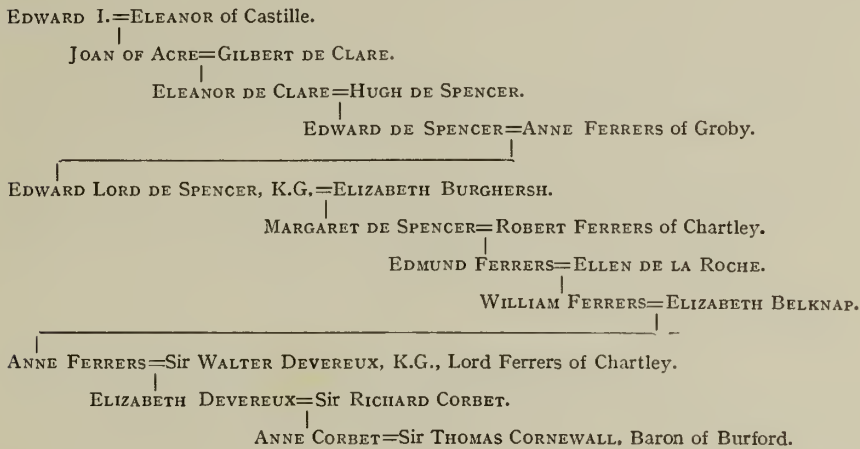 EDWARD I.=ELEANOR of Castille.
JOAN OF ACRE=GILBERT DE CLARE.
ELEANOR DE CLARE=HUGH DE SPENCER.
EDWARD DE SPENCER=ANNE FERRERS of Groby.
EDWARD LORD DE SPENCER, K.G.=ELIZABETH BURGHERSH.
MARGARET DE SPENCER=ROBERT FERRERS of Chartley.
EDMUND FERRERS=ELLEN DE LA ROCHE.
WILLIAM FERRERS=ELIZABETH BELKNAP.
ANNE FERRERS=Sir WALTER DEVEREUX, K.G., Lord Ferrers of Chartley.
ELIZABETH DEVEREUX=Sir RICHARD CORBET.
ANNE CORBET=Sir THOMAS CORNEWALL, Baron of Burford.